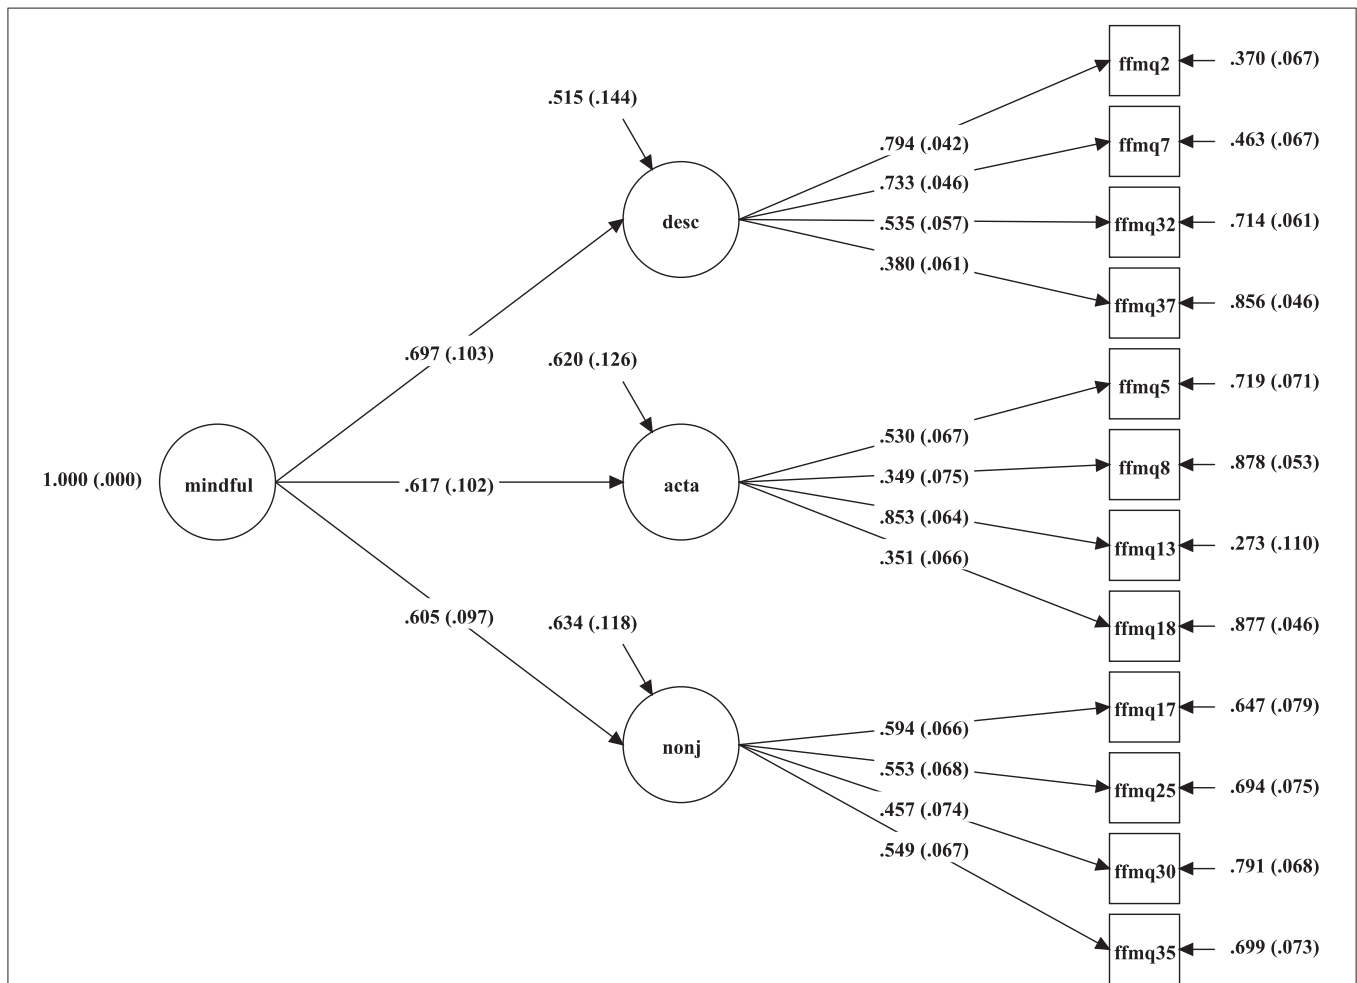 ffmq2
.370 (.067)
.515 (.144)
.794 (.042)
ffmq7
.463 (.067)
.733 (.046)
desc
.535 (.057)
ffmq32
.714 (.061)
.380 (.061)
ffmq37
.856 (.046)
.697 (.103)
.620 (.126)
ffmq5
.719 (.071)
.530 (.067)
1.000 (.000)
mindful
.617 (.102)
acta
.349 (.075)
ffmq8
.878 (.053)
.853 (.064)
ffmq13
.273 (.110)
.351 (.066)
.605 (.097)
.634 (.118)
ffmq18
.877 (.046)
.594 (.066)
ffmq17
.647 (.079)
nonj
.553 (.068)
ffmq25
.694 (.075)
.457 (.074)
.549 (.067)
ffmq30
.791 (.068)
ffmq35
.699 (.073)